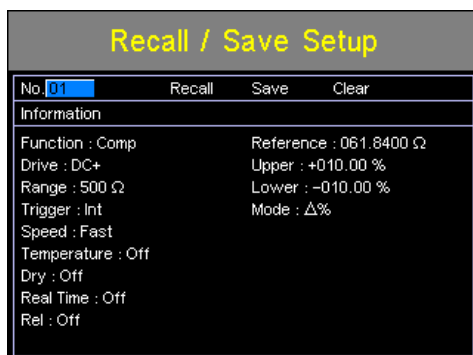 Recall / Save Setup
No. 01 Recall Save Clear
Information
Function : Comp
Drive : DC+
Range : 500 Ω
Trigger : Int
Speed : Fast
Temperature : Off
Dry : Off
Real Time : Off
Rel : Off
Reference : 061.8400 Ω
Upper : +010.00 %
Lower : −010.00 %
Mode : Δ%